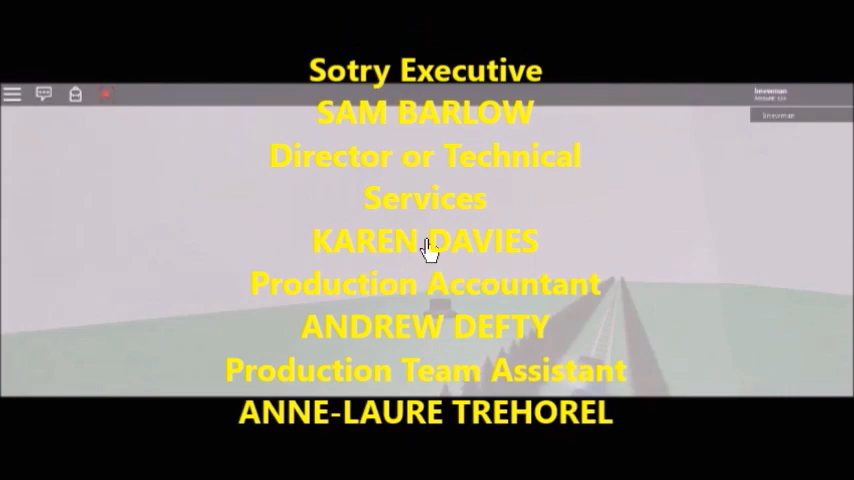 Sotry Executive
SAM BARLOW
Director or Technical
Services
KAREN DAVIES
Production Accountant
ANDREW DEFTY
Production Team Assistant
ANNE-LAURE TREHOREL